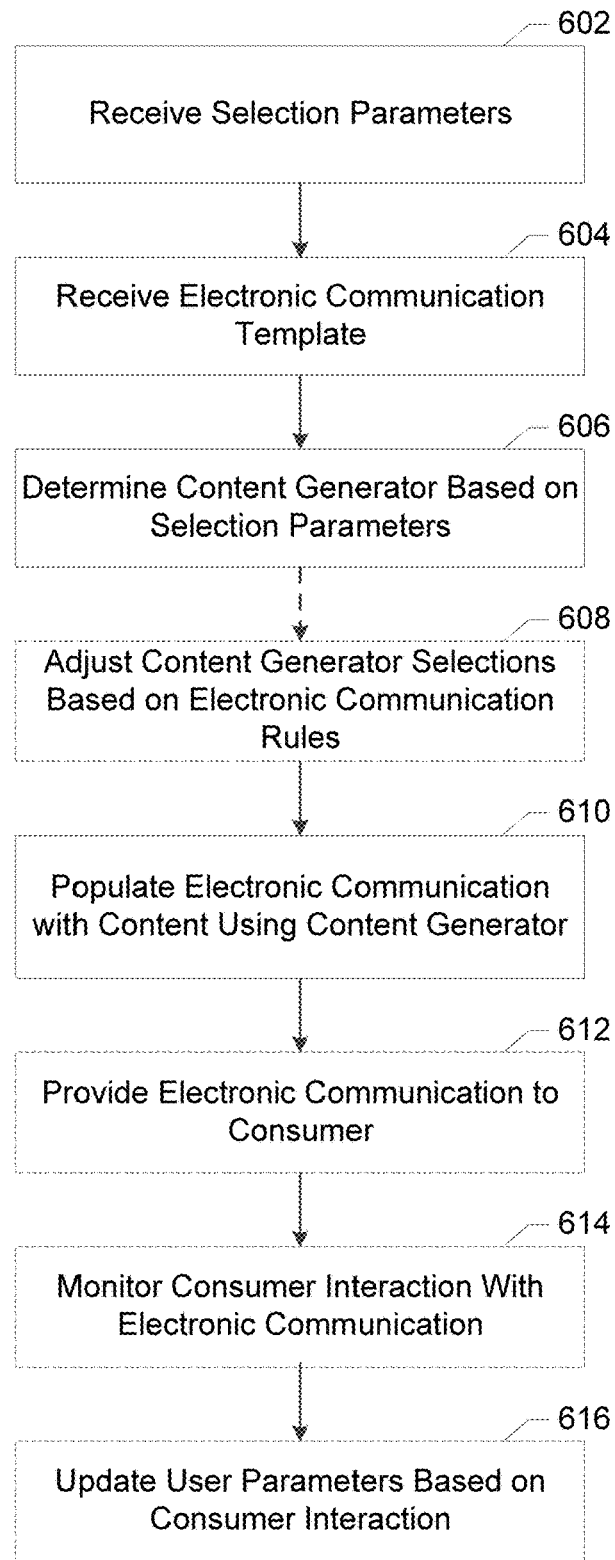 602
Receive Selection Parameters
604
Receive Electronic Communication
Template
606
Determine Content Generator Based on
Selection Parameters
608
Adjust Content Generator Selections
Based on Electronic Communication
Rules
610
Populate Electronic Communication
with Content Using Content Generator
612
Provide Electronic Communication to
Consumer
614
Monitor Consumer Interaction With
Electronic Communication
616
Update User Parameters Based on
Consumer Interaction